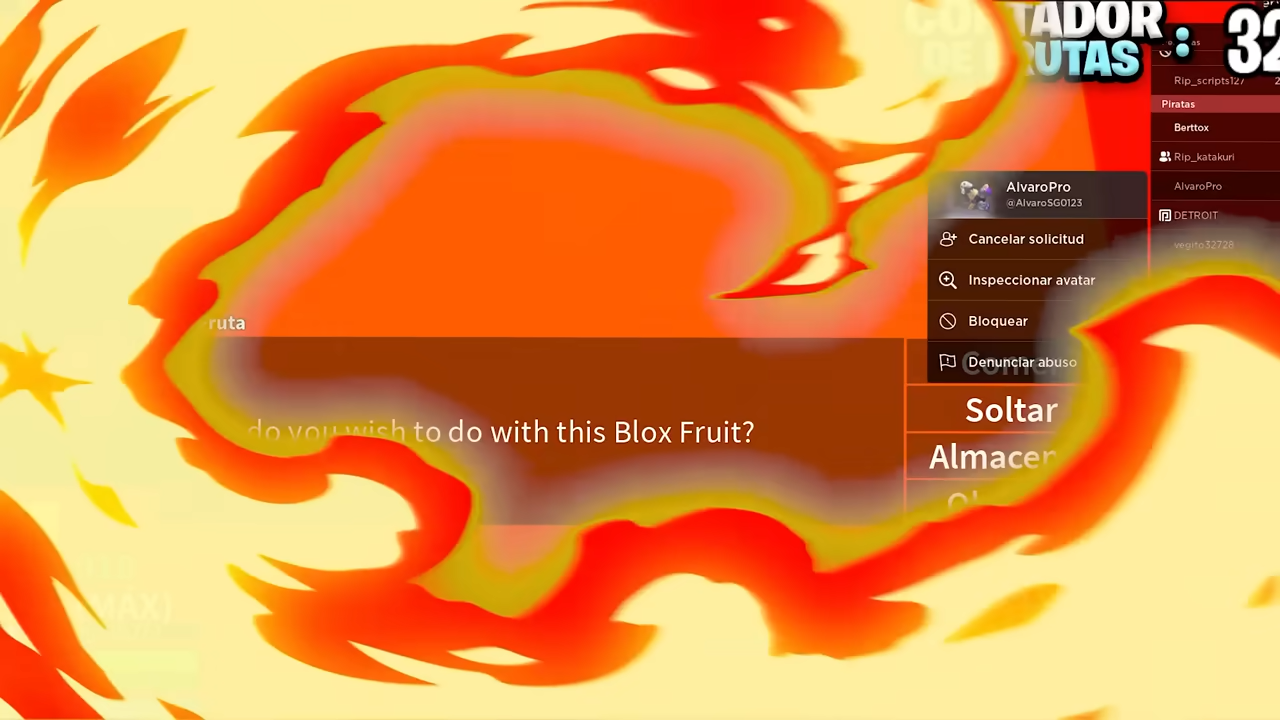 CONTADOR
DE FRUTAS : 32
Rip_scripts127
Piratas
Berttox
Rip_katakuri
AlvaroPro
DETROIT
vegito32728
AlvaroPro
@AlvaroSG0123
Cancelar solicitud
Inspeccionar avatar
Bloquear
Denunciar abuso
ruta
do you wish to do with this Blox Fruit?
Soltar
Almacen
MAX)